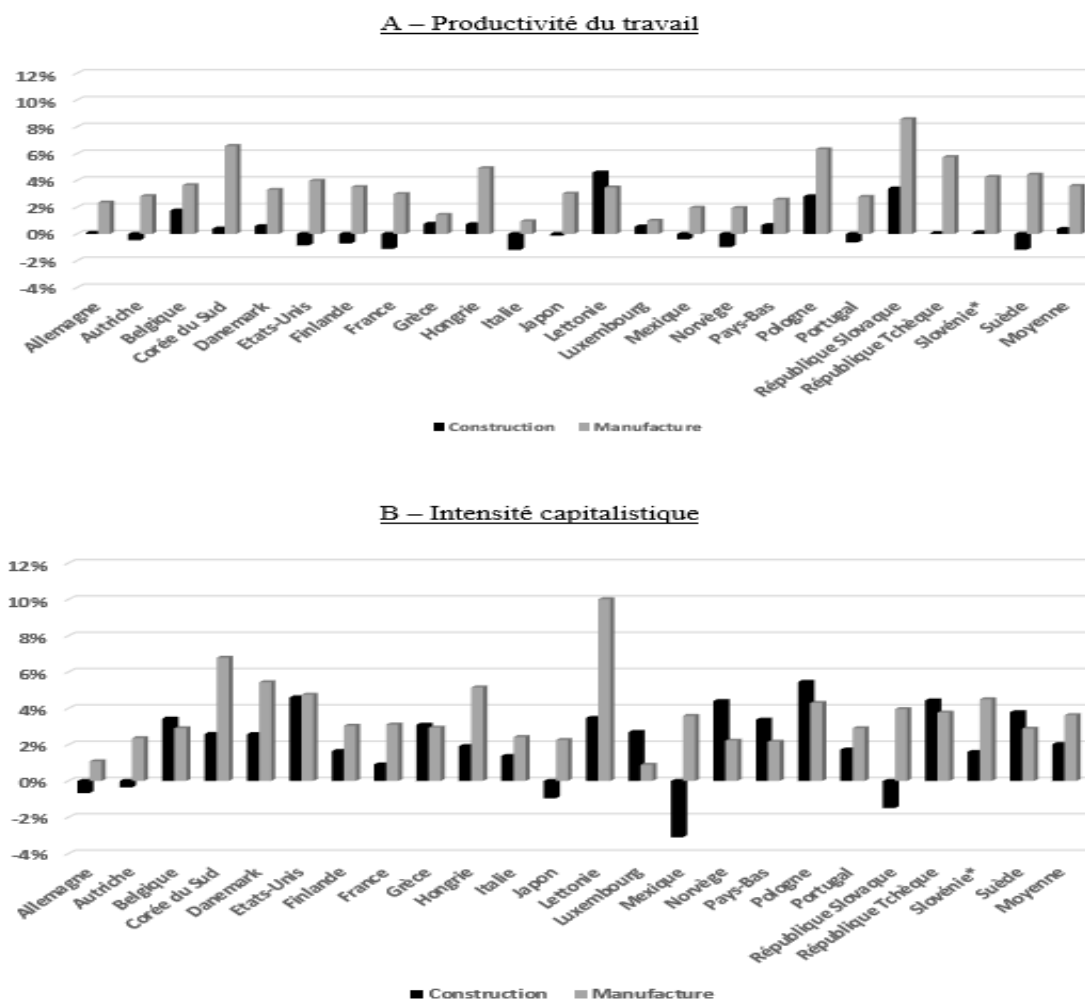 A – Productivité du travail
12%
10%
8%
6%
4%
2%
0%
-2%
-4%
Allemagne
Autriche
Belgique
Corée du Sud
Danemark
Etats-Unis
Finlande
France
Grèce
Hongrie
Italie
Japon
Lettonie
Luxembourg
Mexique
Norvège
Pays-Bas
Pologne
Portugal
République Slovaque
République Tchèque
Slovénie*
Suède
Moyenne
Construction Manufacture
B – Intensité capitalistique
12%
10%
8%
6%
4%
2%
0%
-2%
-4%
Allemagne
Autriche
Belgique
Corée du Sud
Danemark
Etats-Unis
Finlande
France
Grèce
Hongrie
Italie
Japon
Lettonie
Luxembourg
Mexique
Norvège
Pays-Bas
Pologne
Portugal
République Slovaque
République Tchèque
Slovénie*
Suède
Moyenne
Construction Manufacture